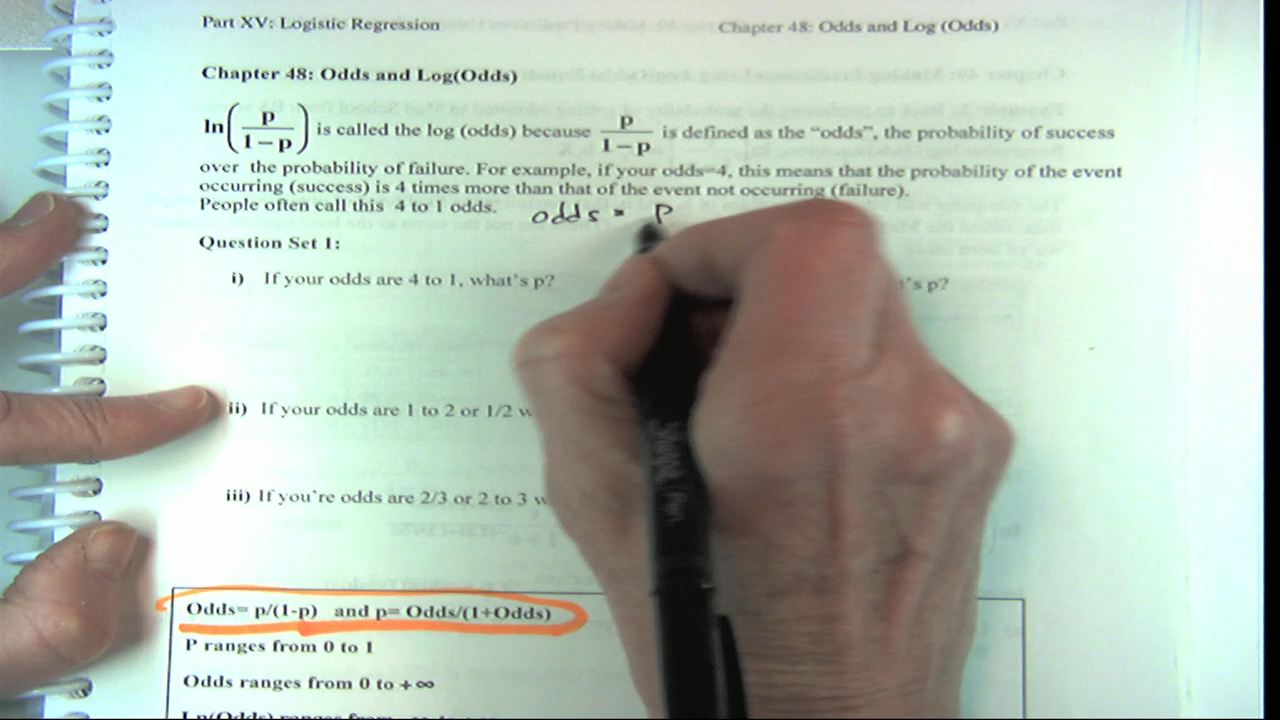 Part XV: Logistic Regression
Chapter 48: Odds and Log (Odds)
Chapter 48: Odds and Log(Odds)
ln(p/1-p) is called the log (odds) because p/1-p is defined as the "odds", the probability of success
over the probability of failure. For example, if your odds=4, this means that the probability of the event
occurring (success) is 4 times more than that of the event not occurring (failure).
People often call this 4 to 1 odds. odds = P
Question Set 1:
i) If your odds are 4 to 1, what's p? 's p?
ii) If your odds are 1 to 2 or 1/2 w
iii) If you're odds are 2/3 or 2 to 3 w
Odds= p/(1-p) and p= Odds/(1+Odds)
P ranges from 0 to 1
Odds ranges from 0 to +∞
Ln(Odds) ranges from